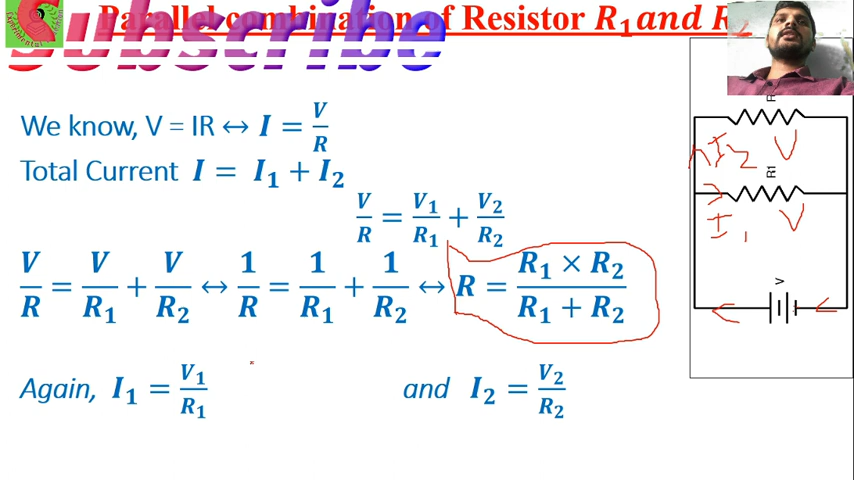 Parallel combination of Resistor R₁ and R₂
subscribe
We know, V = IR ↔ I = V/R
Total Current I = I₁ + I₂
V/R = V₁/R₁ + V₂/R₂
V/R = V/R₁ + V/R₂ ↔ 1/R = 1/R₁ + 1/R₂ ↔ R = (R₁ × R₂)/(R₁ + R₂)
Again, I₁ = V₁/R₁ and I₂ = V₂/R₂
R
I₂ V
R1
I₁ V
V